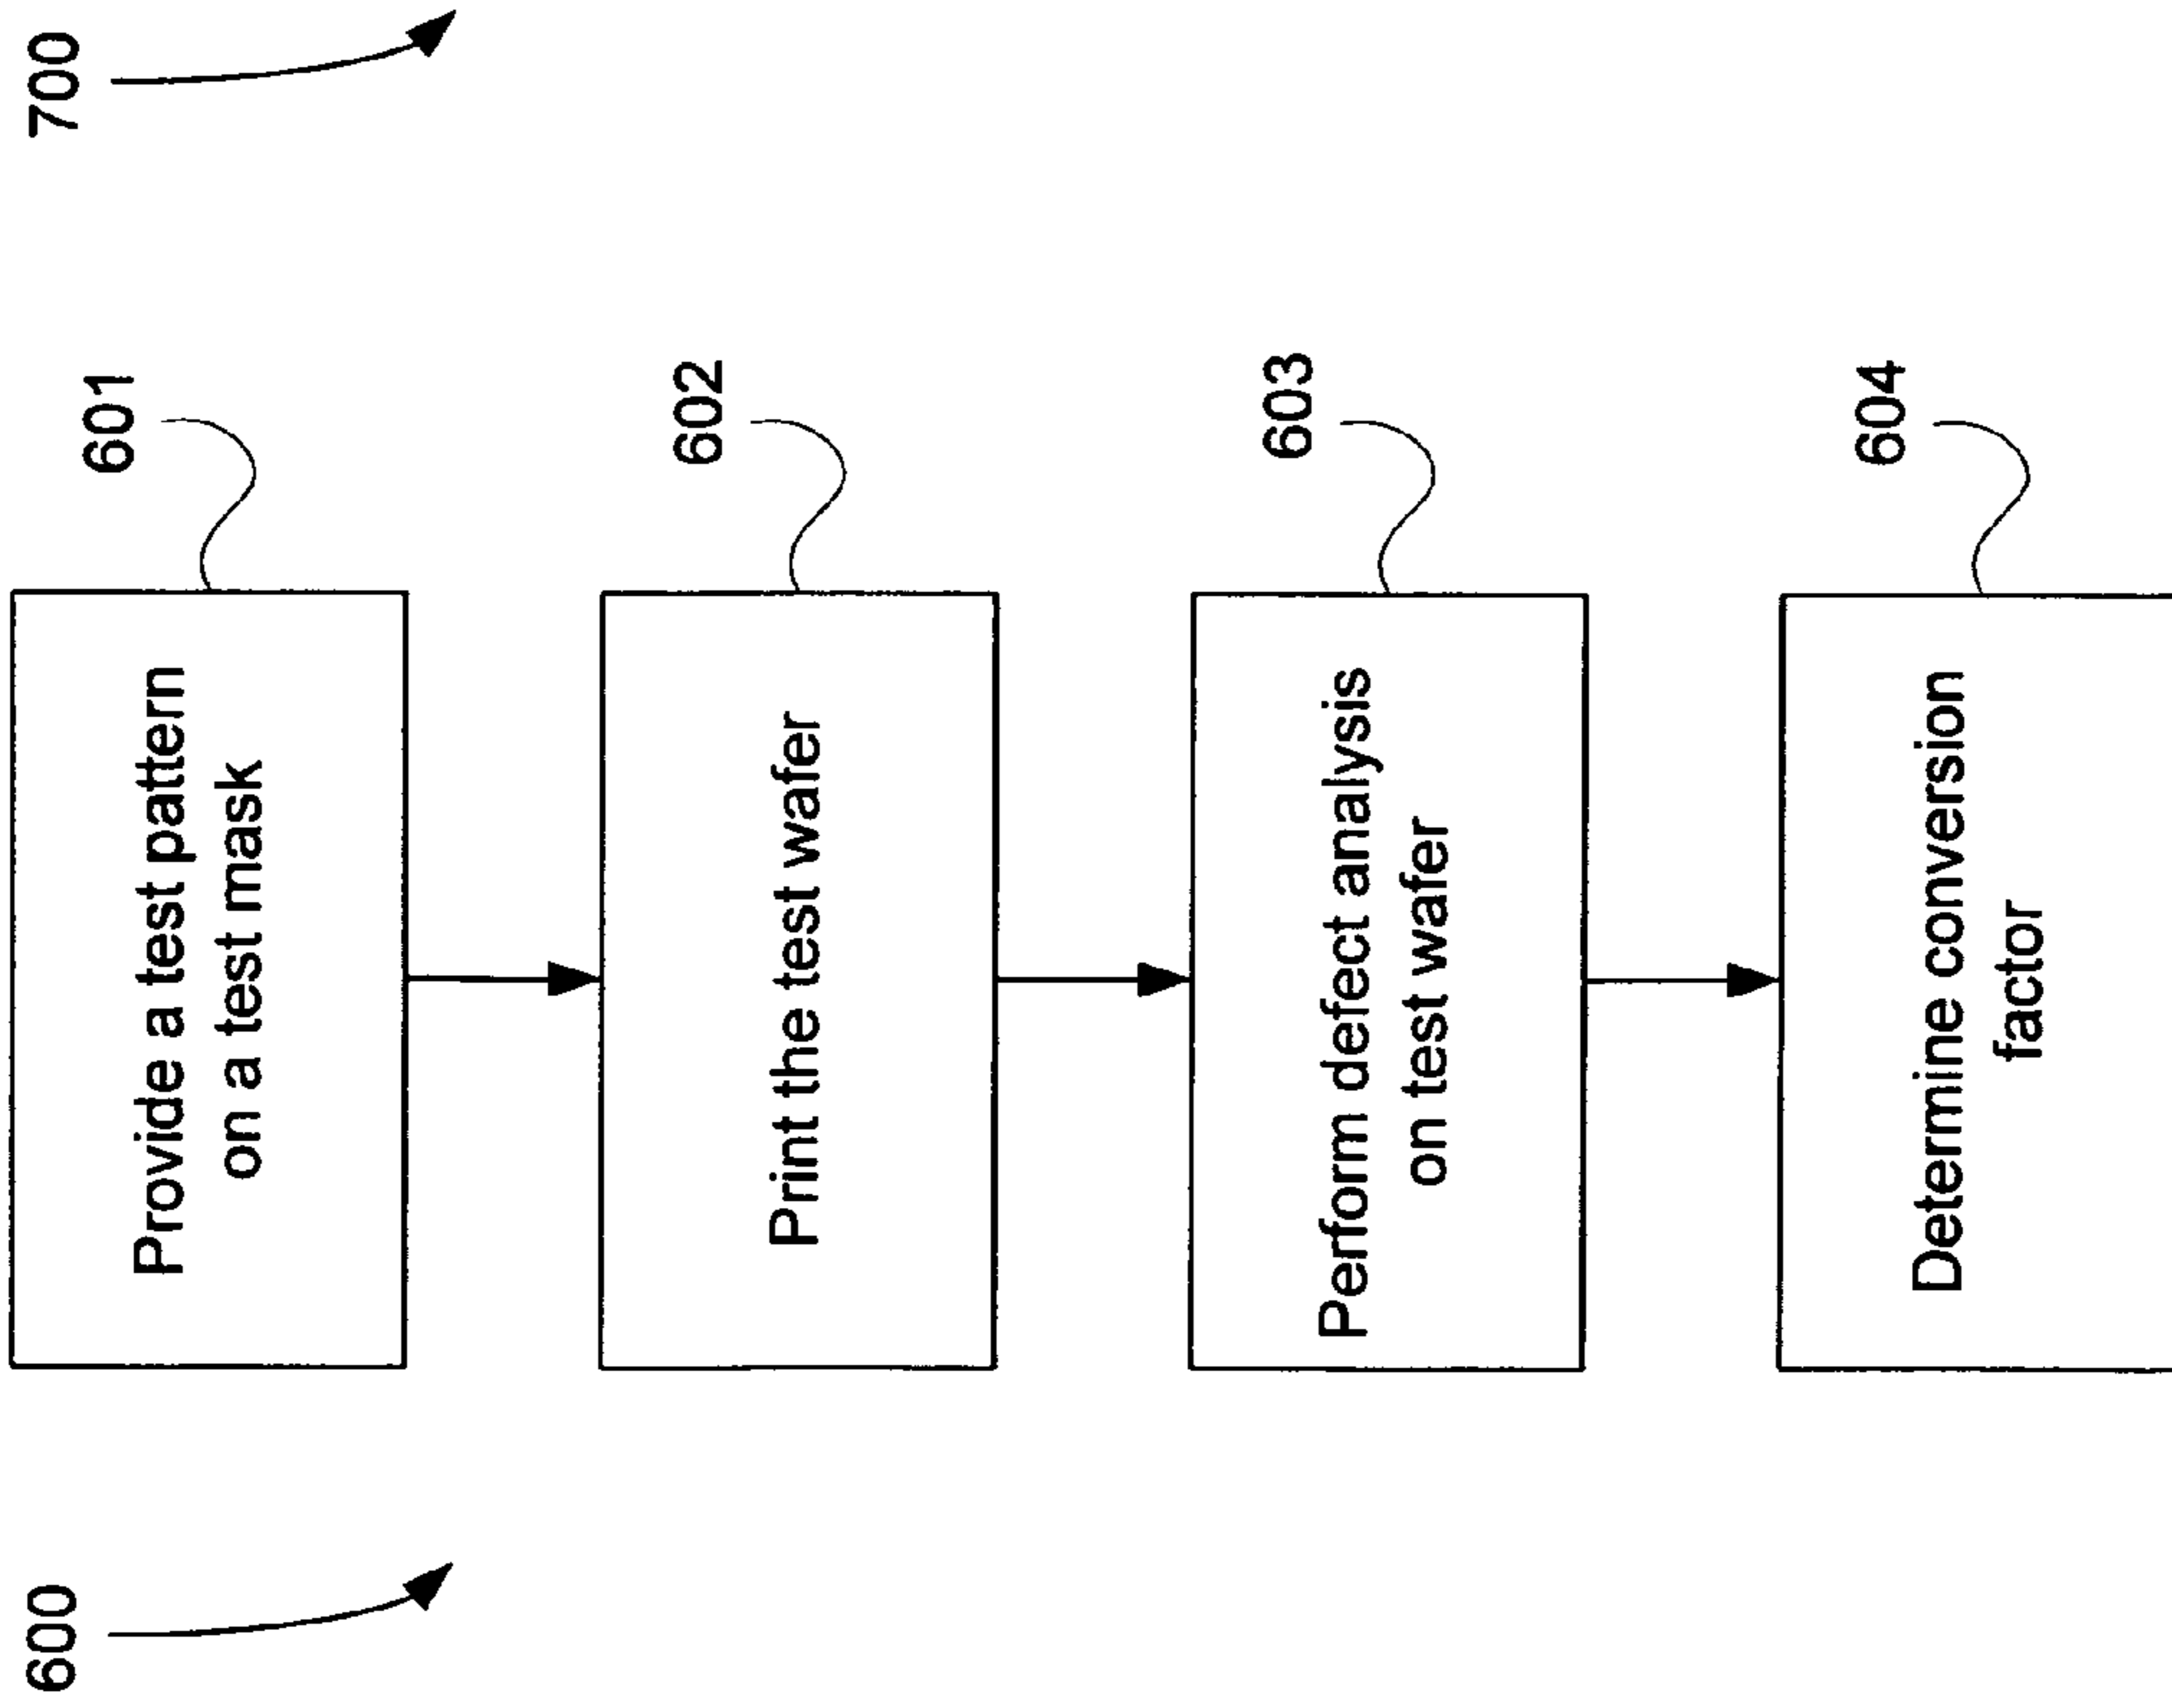 600
700
601
Provide a test pattern
on a test mask
602
Print the test wafer
603
Perform defect analysis
on test wafer
604
Determine conversion
factor